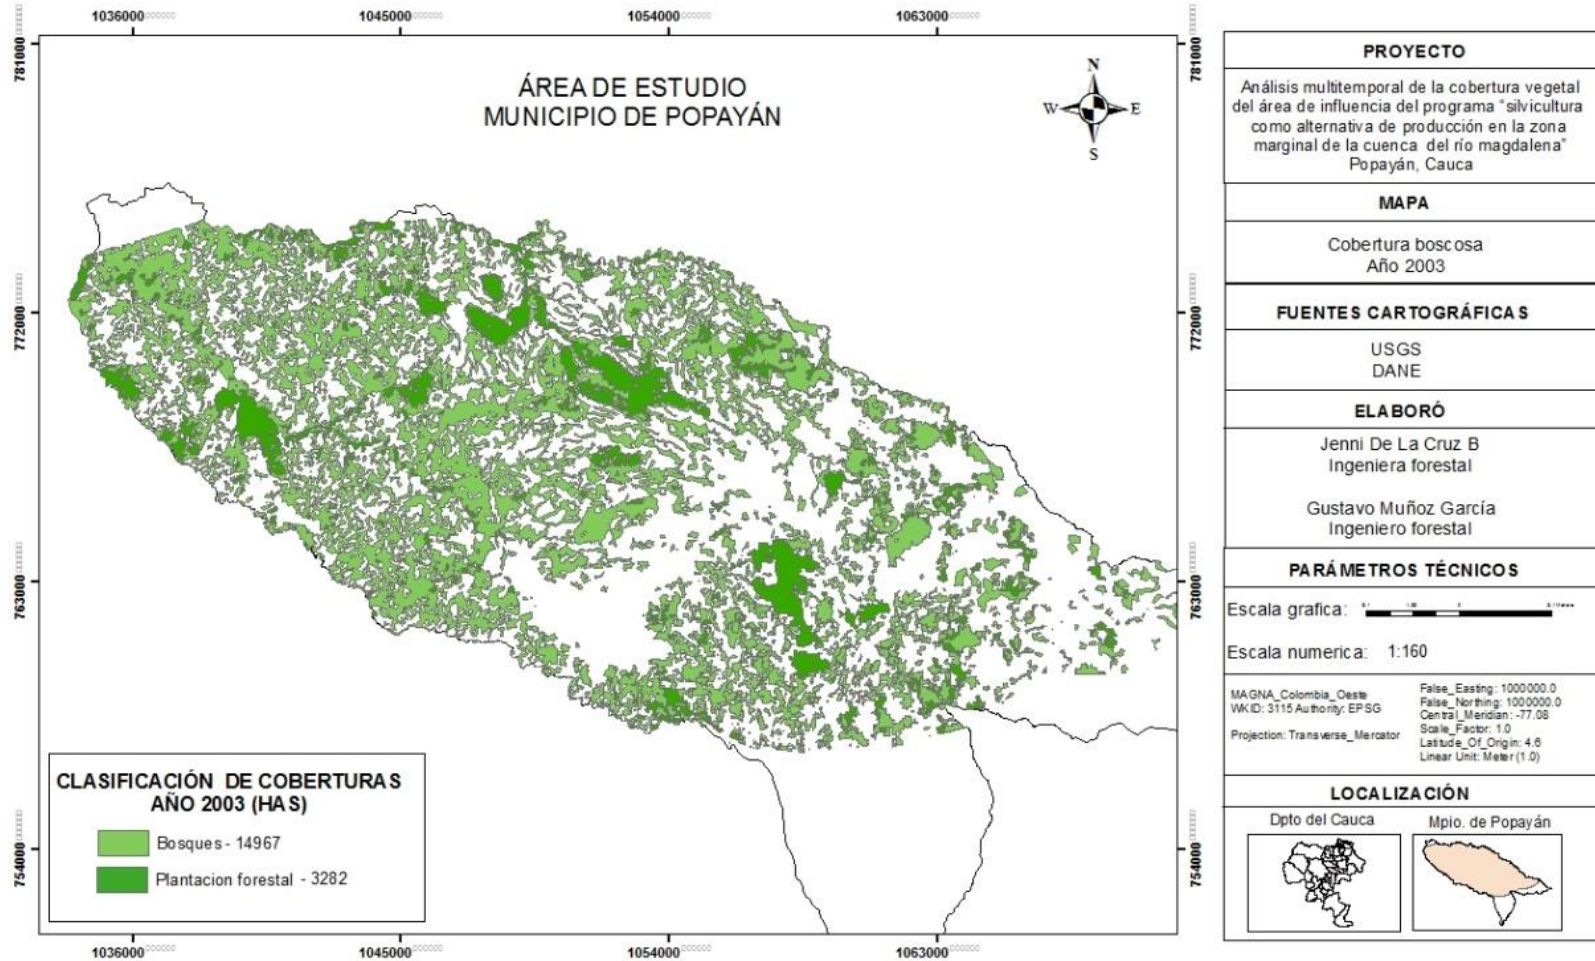 1036000
1045000
1054000
1063000
781000
781000
ÁREA DE ESTUDIO
MUNICIPIO DE POPAYÁN
N
W
E
S
772000
772000
763000
763000
754000
754000
CLASIFICACIÓN DE COBERTURAS
AÑO 2003 (HAS)
Bosques - 14967
Plantacion forestal - 3282
1036000
1045000
1054000
1063000
PROYECTO
Análisis multitemporal de la cobertura vegetal
del área de influencia del programa "silvicultura
como alternativa de producción en la zona
marginal de la cuenca del río magdalena"
Popayán, Cauca
MAPA
Cobertura boscosa
Año 2003
FUENTES CARTOGRÁFICAS
USGS
DANE
ELABORÓ
Jenni De La Cruz B
Ingeniera forestal
Gustavo Muñoz García
Ingeniero forestal
PARÁMETROS TÉCNICOS
Escala grafica:
Escala numerica: 1:160
MAGNA_Colombia_Oeste
WKID: 3115 Authority: EPSG
Projection: Transverse_Mercator
False_Easting: 1000000.0
False_Northing: 1000000.0
Central_Meridian: -77.08
Scale_Factor: 1.0
Latitude_Of_Origin: 4.6
Linear Unit: Meter (1.0)
LOCALIZACIÓN
Dpto del Cauca
Mpio. de Popayán